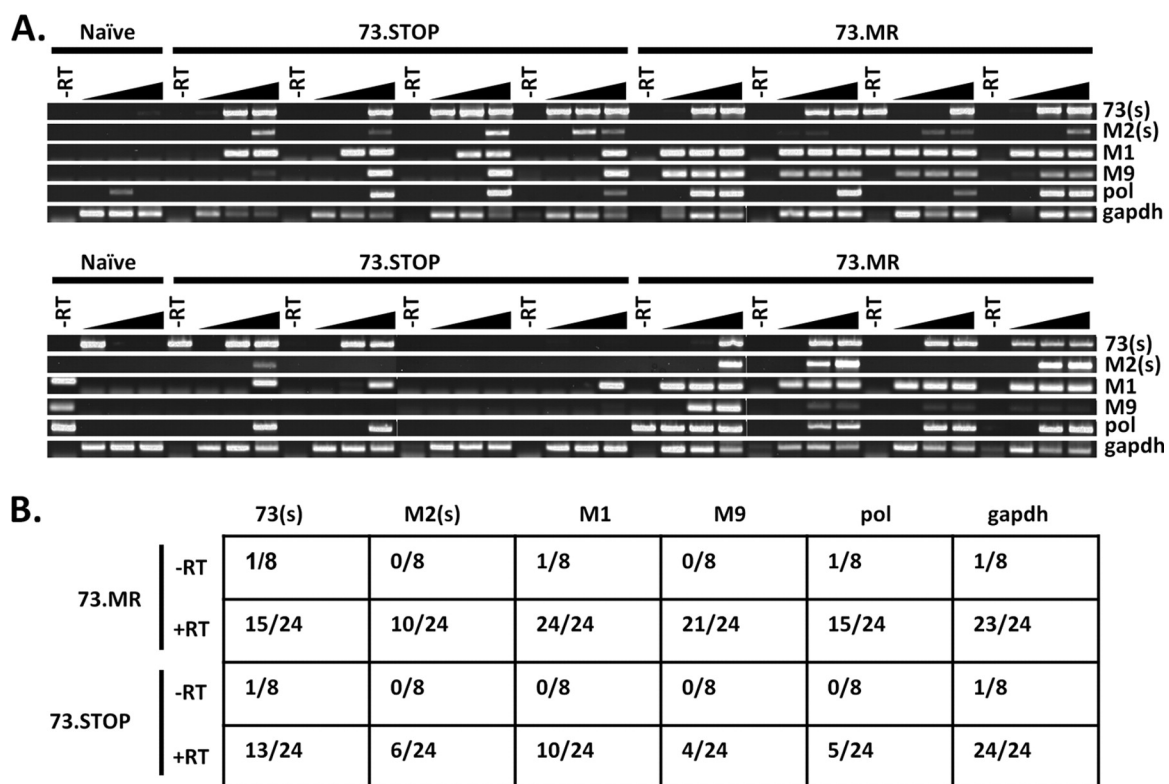 A.
Naïve 73.STOP 73.MR
-RT -RT -RT -RT -RT -RT -RT -RT -RT
73(s)
M2(s)
M1
M9
pol
gapdh
Naïve 73.STOP 73.MR
-RT -RT -RT -RT -RT -RT -RT -RT -RT
73(s)
M2(s)
M1
M9
pol
gapdh
B.
73(s) M2(s) M1 M9 pol gapdh
73.MR
-RT 1/8 0/8 1/8 0/8 1/8 1/8
+RT 15/24 10/24 24/24 21/24 15/24 23/24
73.STOP
-RT 1/8 0/8 0/8 0/8 0/8 1/8
+RT 13/24 6/24 10/24 4/24 5/24 24/24